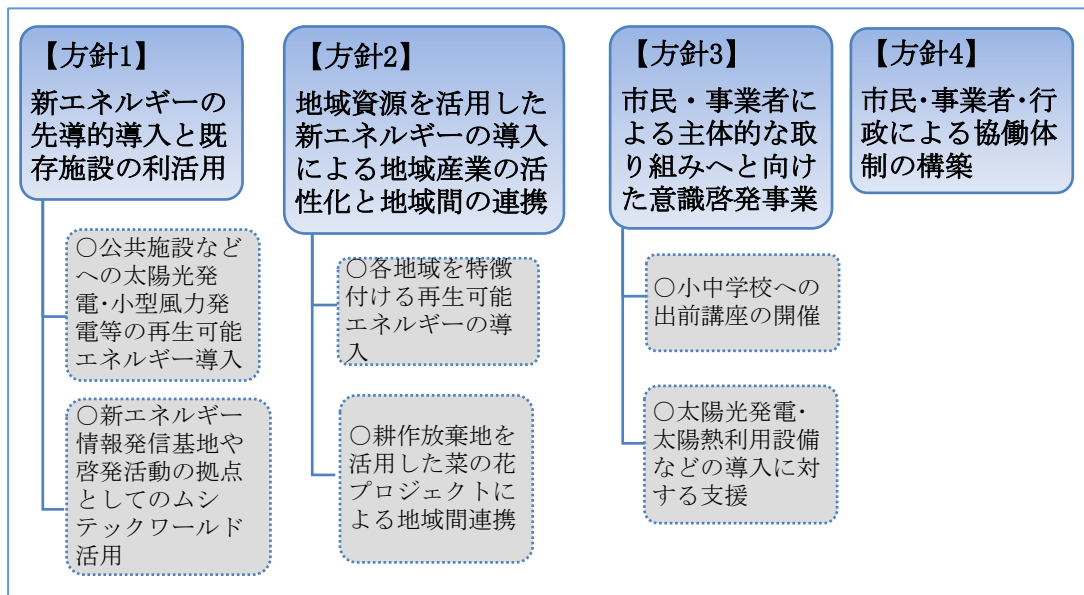 【方針1】
新エネルギーの
先導的導入と既
存施設の利活用
○公共施設など
への太陽光発
電・小型風力発
電等の再生可能
エネルギー導入
○新エネルギー
情報発信基地や
啓発活動の拠点
としてのムシ
テックワールド
活用
【方針2】
地域資源を活用した
新エネルギーの導入
による地域産業の活
性化と地域間の連携
○各地域を特徴
付ける再生可能
エネルギーの導
入
○耕作放棄地を
活用した菜の花
プロジェクトに
よる地域間連携
【方針3】
市民・事業者に
よる主体的な取
り組みへと向け
た意識啓発事業
○小中学校への
出前講座の開催
○太陽光発電・
太陽熱利用設備
などの導入に対
する支援
【方針4】
市民・事業者・行
政による協働体
制の構築